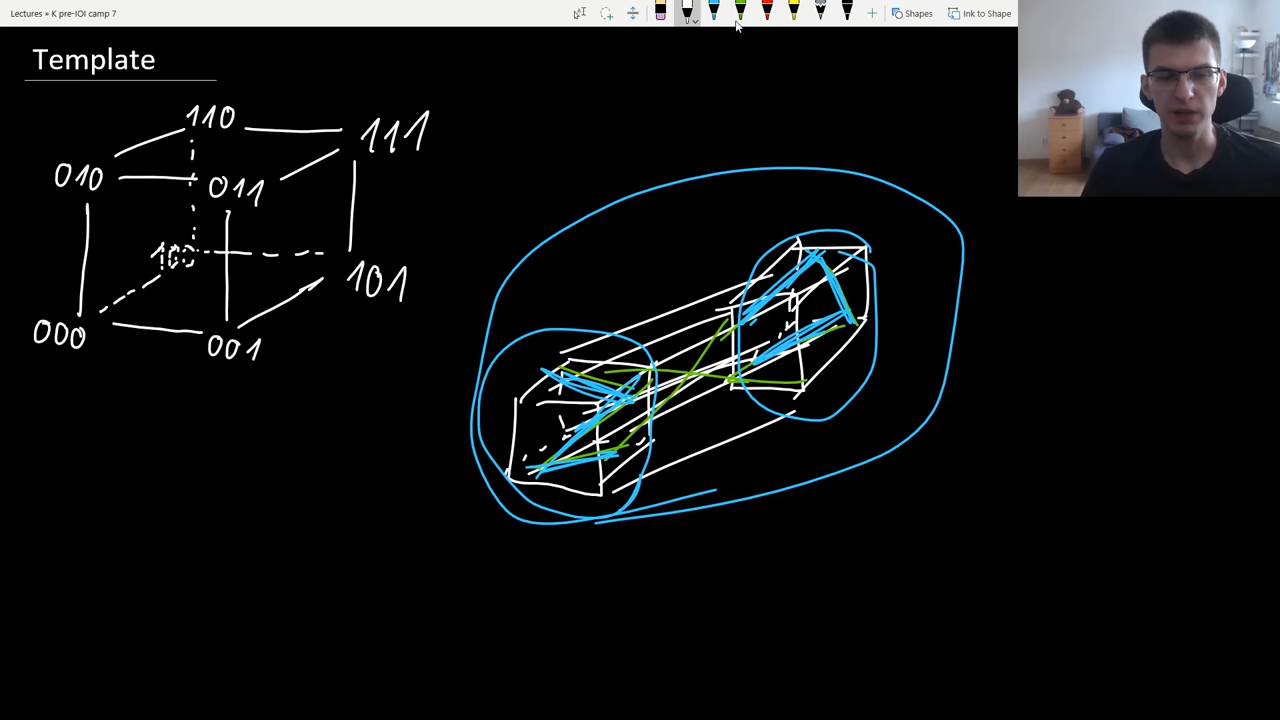 Lectures » K pre-IOI camp 7
Shapes
Ink to Shape
Template
110
111
010
011
100
101
000
001